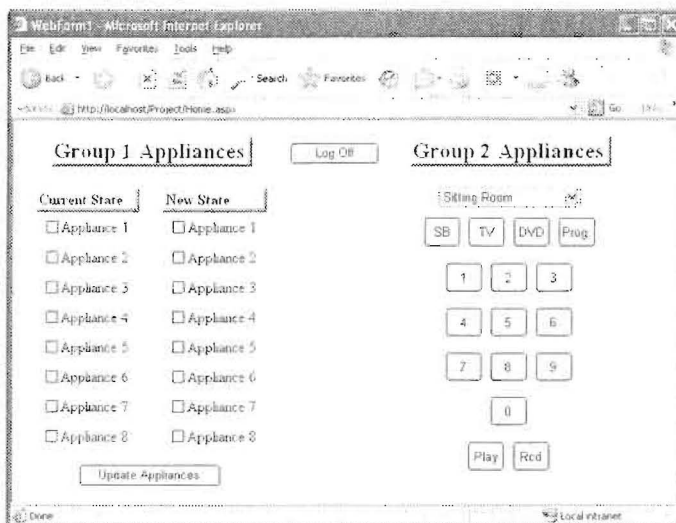 WebForm1 - Microsoft Internet Explorer
File Edit View Favorites Tools Help
Back Search Favorites
http://localhost/Project/Home.aspx Go
Group 1 Appliances
Log Off
Group 2 Appliances
Current State New State
Sitting Room
Appliance 1 Appliance 1
SB TV DVD Prog
Appliance 2 Appliance 2
1 2 3
Appliance 3 Appliance 3
Appliance 4 Appliance 4
4 5 6
Appliance 5 Appliance 5
7 8 9
Appliance 6 Appliance 6
Appliance 7 Appliance 7
0
Appliance 8 Appliance 8
Play Rcd
Update Appliances
Done Local intranet